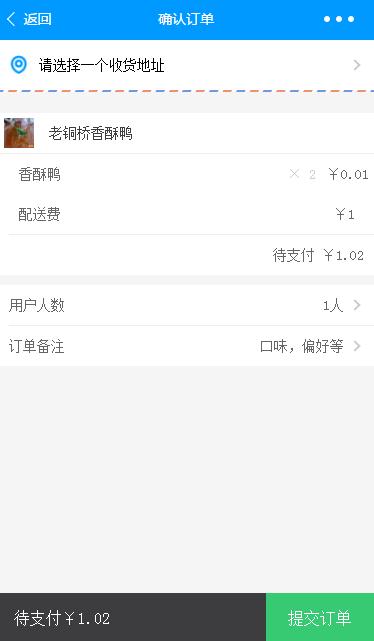 返回 确认订单
请选择一个收货地址
老铜桥香酥鸭
香酥鸭 × 2 ￥0.01
配送费 ￥1
待支付 ￥1.02
用户人数 1人
订单备注 口味，偏好等
待支付￥1.02 提交订单